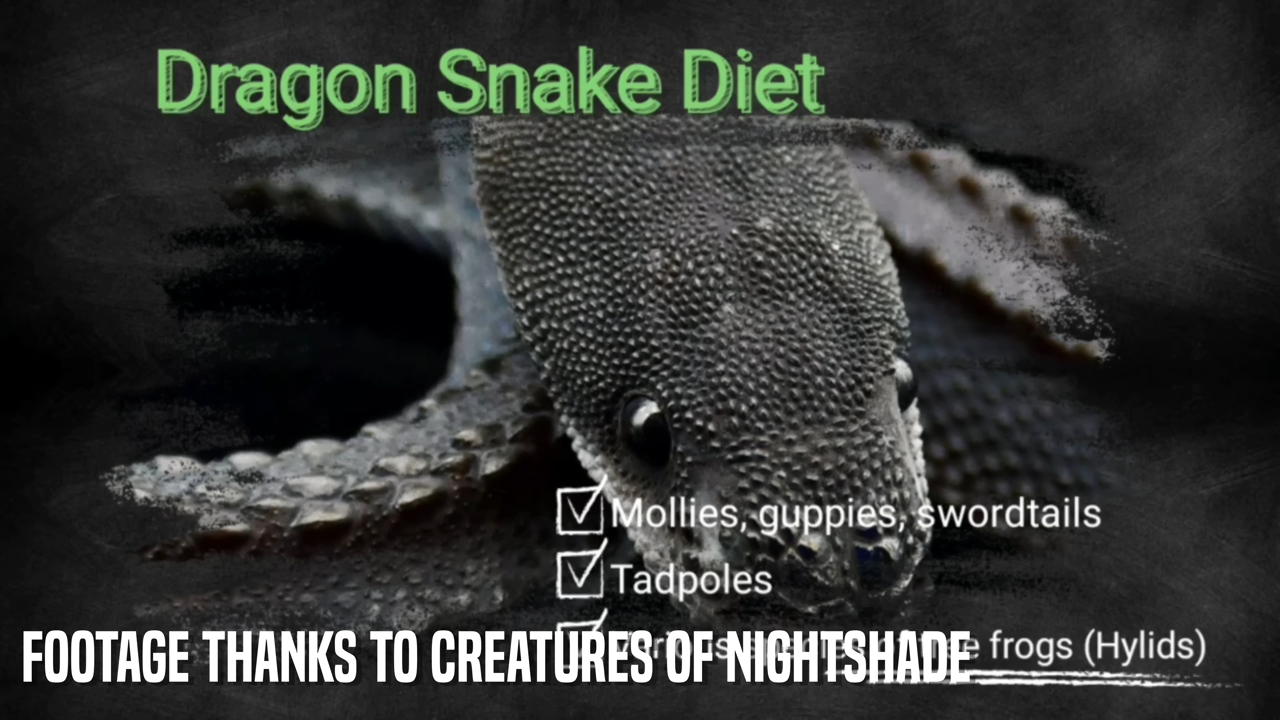 Dragon Snake Diet
Mollies, guppies, swordtails
Tadpoles
frogs (Hylids)
FOOTAGE THANKS TO CREATURES OF NIGHTSHADE